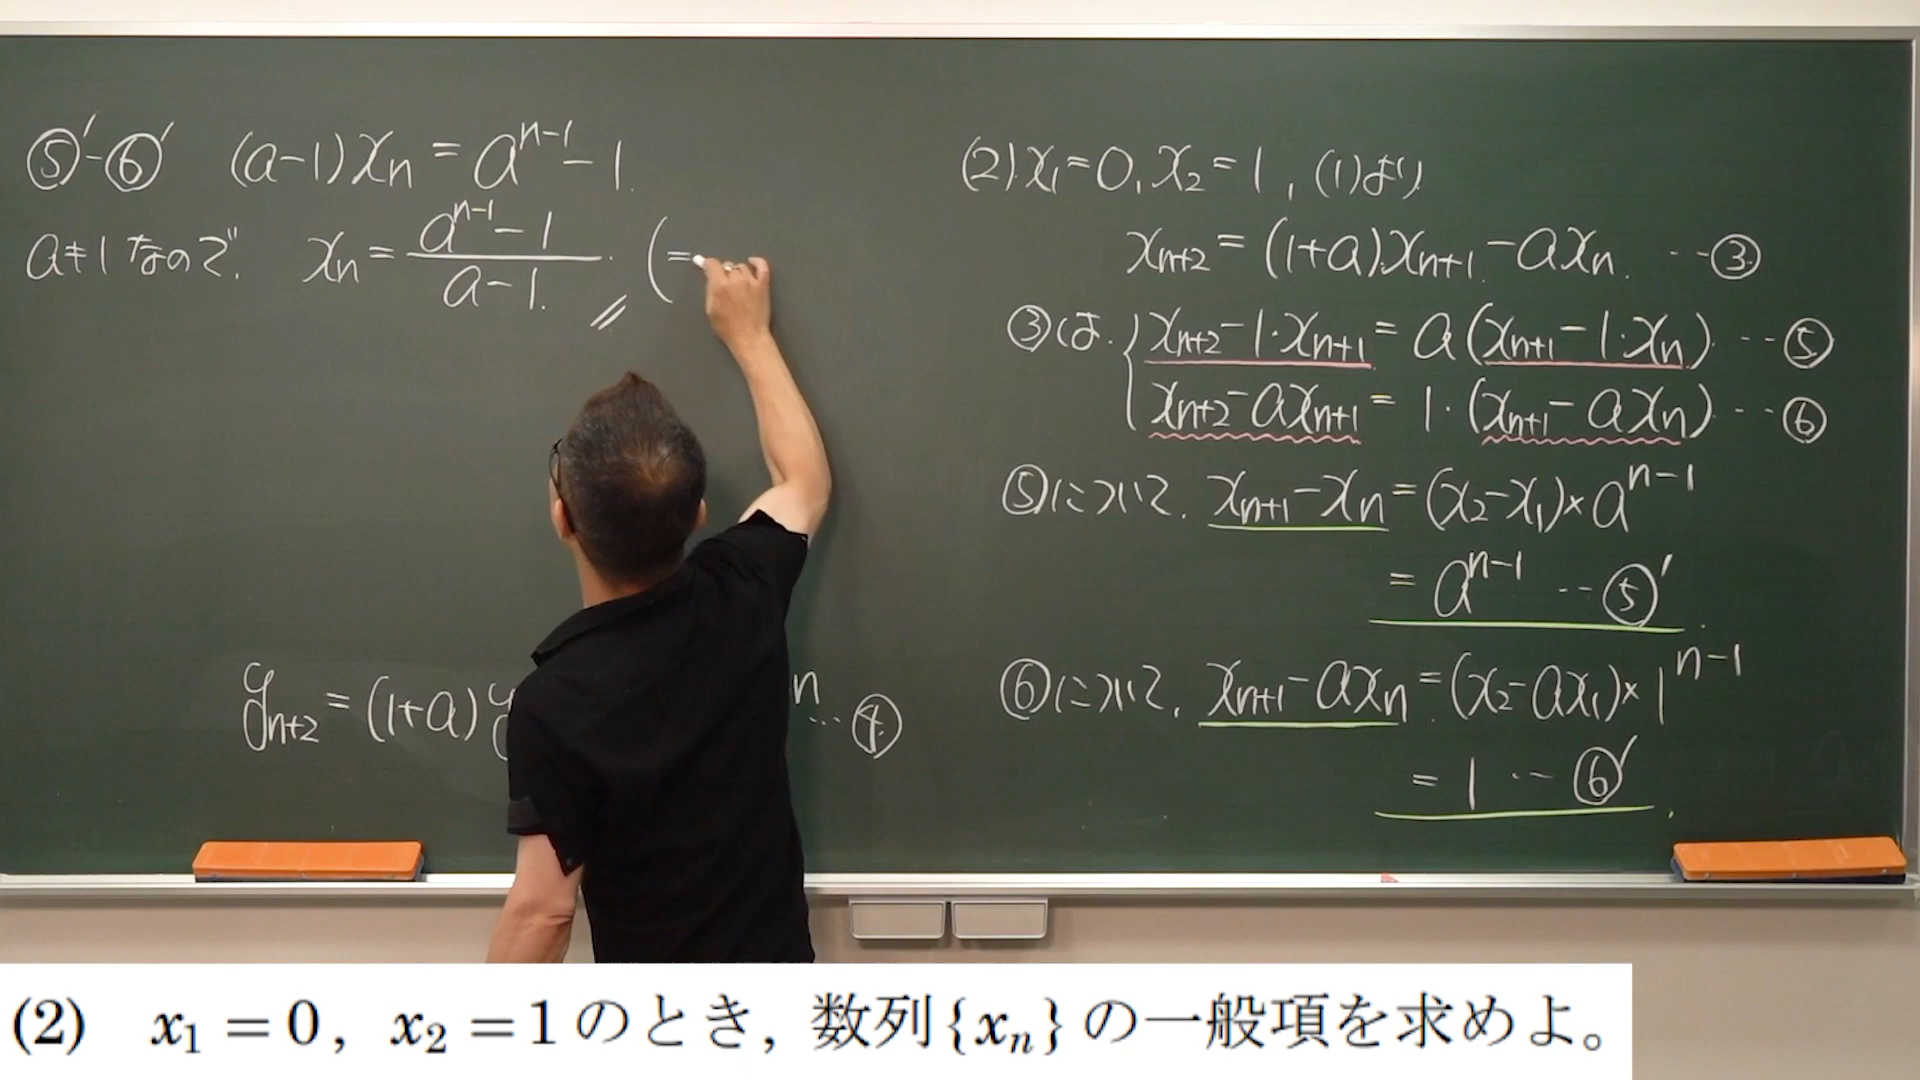 ⑤'-⑥' (a-1)xₙ = aⁿ⁻¹-1.
a≠1なので. xₙ = (aⁿ⁻¹-1)/(a-1). (=
yₙ₊₂ = (1+a)y n ... ④
(2) x₁=0, x₂=1, (1)より
xₙ₊₂ = (1+a)xₙ₊₁ - axₙ. ...③
③は. { xₙ₊₂-1·xₙ₊₁ = a(xₙ₊₁-1·xₙ) ...⑤
xₙ₊₂-axₙ₊₁ = 1·(xₙ₊₁-axₙ) ...⑥
⑤について. xₙ₊₁-xₙ = (x₂-x₁)×aⁿ⁻¹
= aⁿ⁻¹ ...⑤'
⑥について. xₙ₊₁-axₙ = (x₂-ax₁)×1ⁿ⁻¹
= 1 ...⑥'
(2) x₁ = 0, x₂ = 1 のとき, 数列{xₙ} の一般項を求めよ。